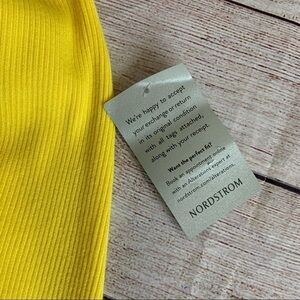 We're happy to accept
your exchange or return
in its original condition
with all tags attached,
along with your receipt.
Want the perfect fit?
Book an appointment online
with an Alterations expert at
nordstrom.com/alterations.
NORDSTROM